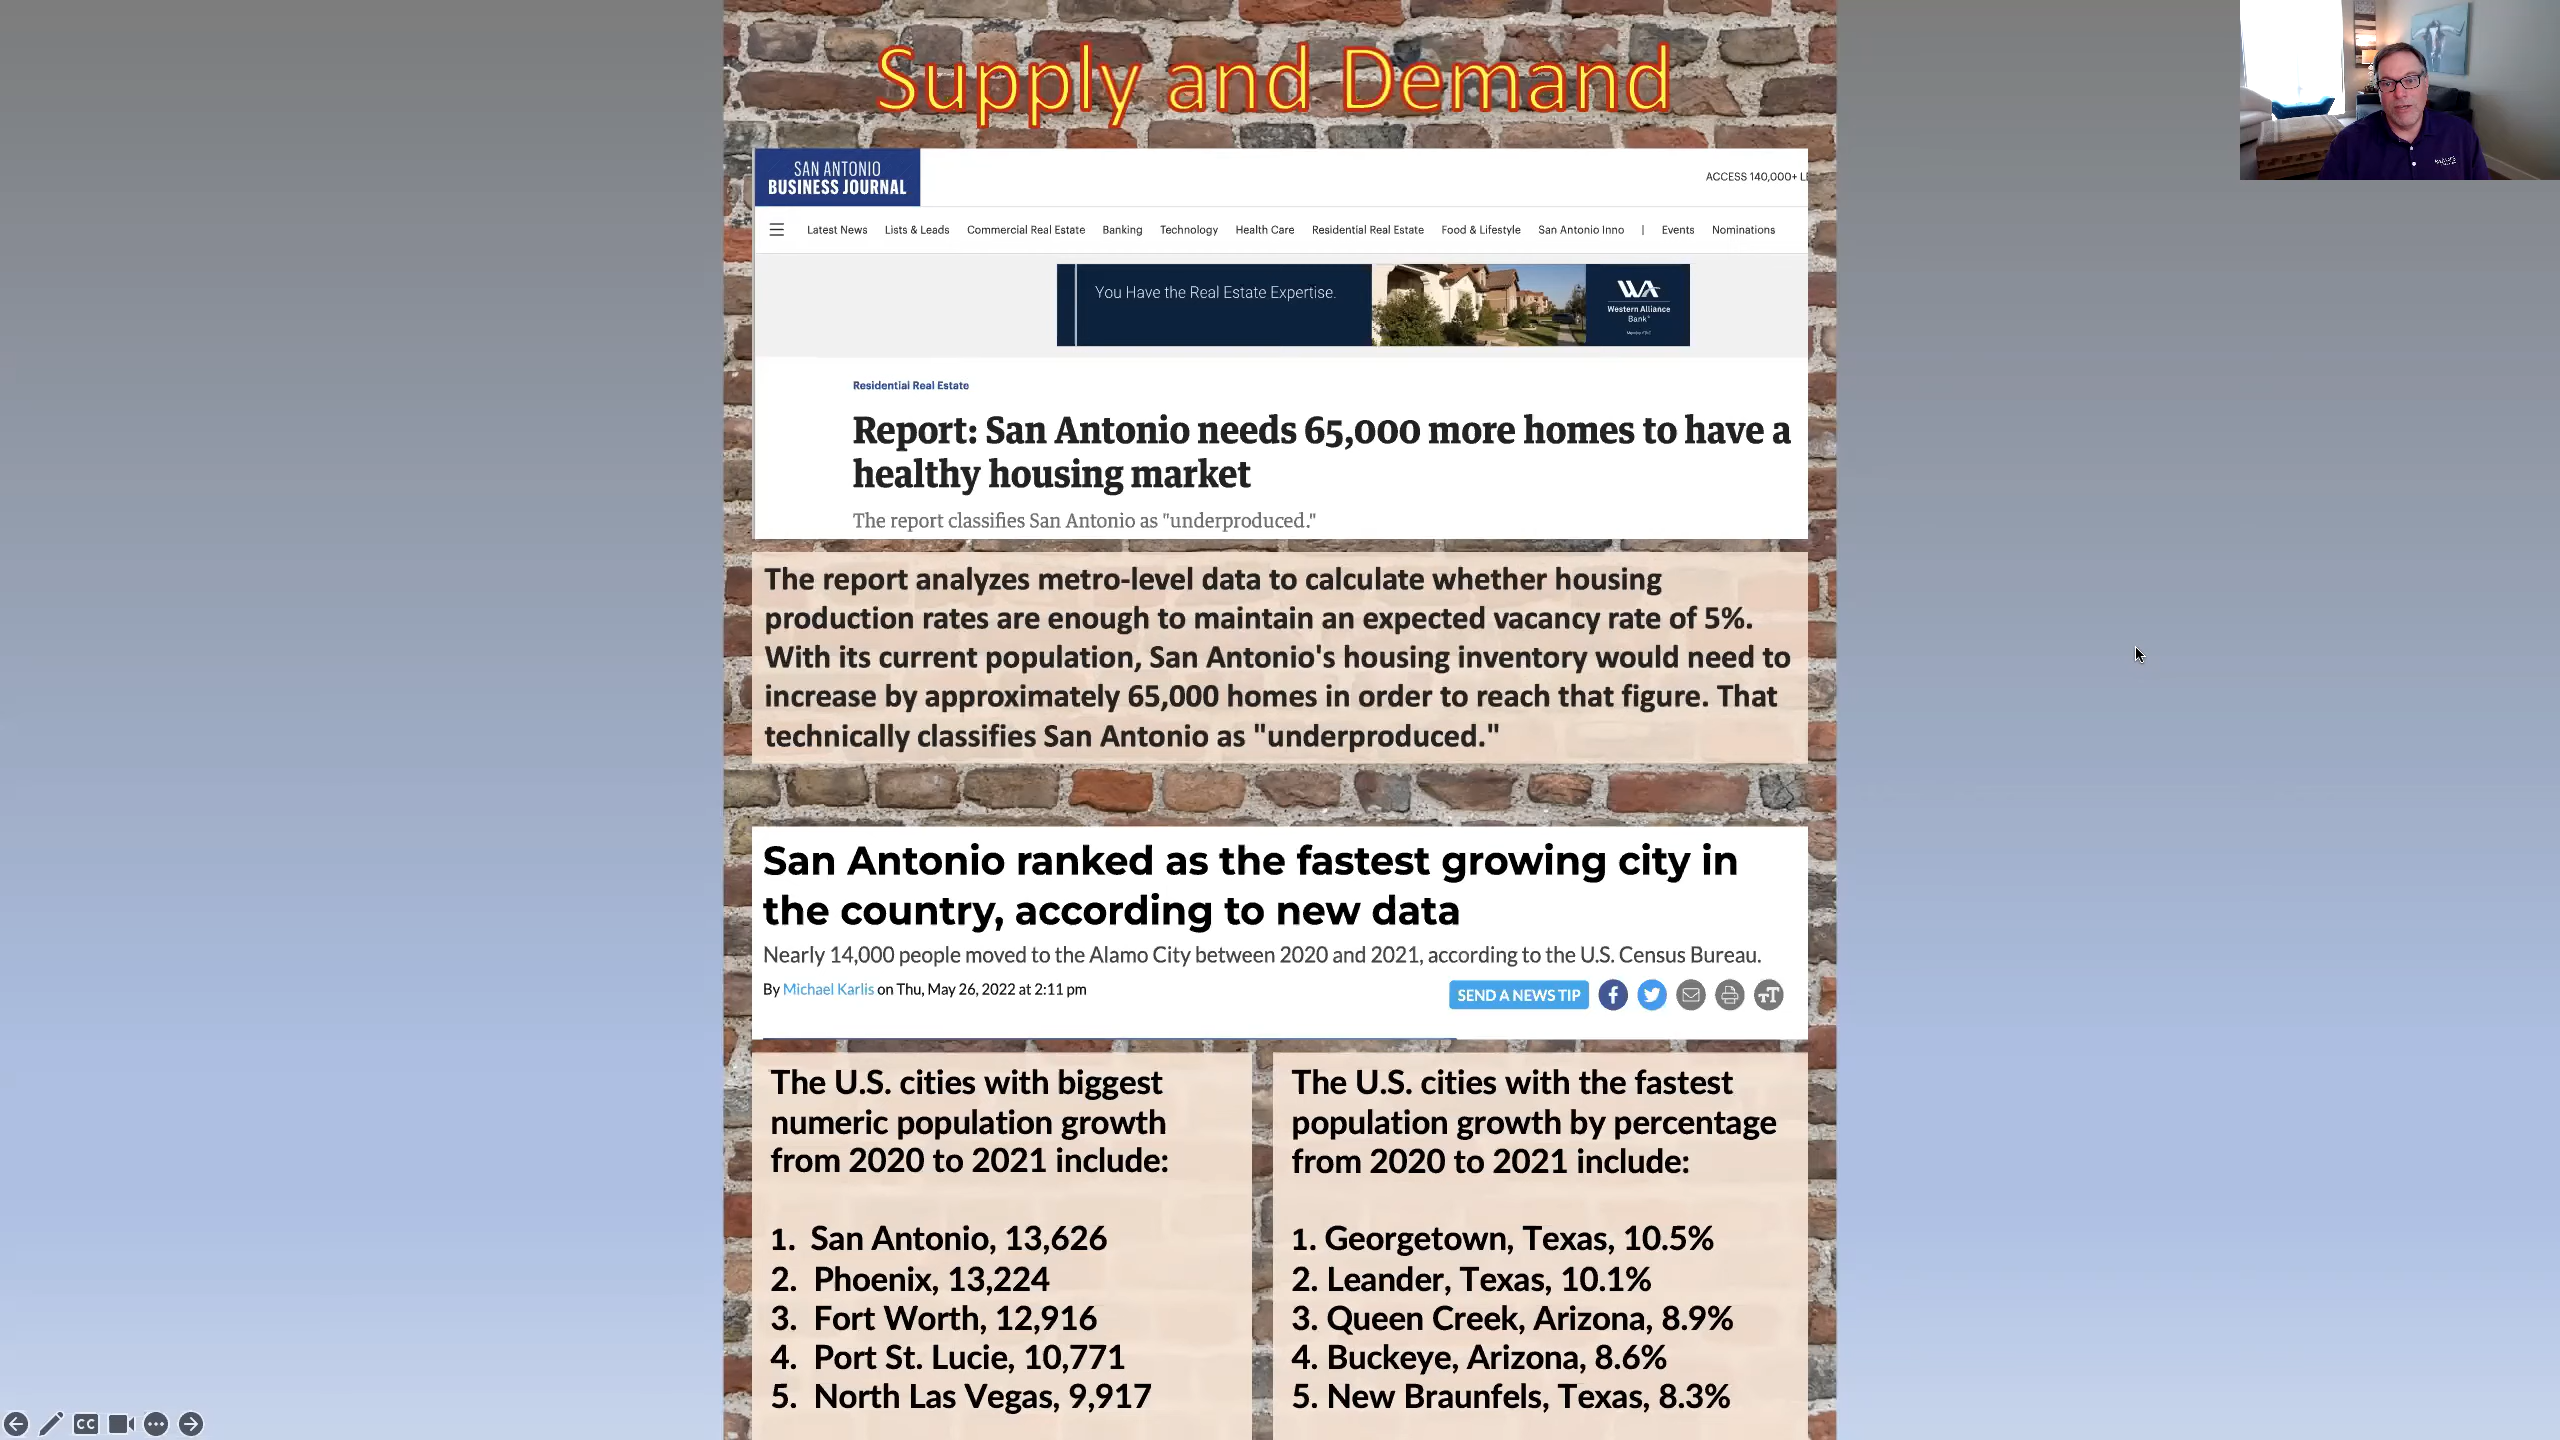 Supply and Demand
SAN ANTONIO
BUSINESS JOURNAL
ACCESS 140,000+ LE
Latest News Lists & Leads Commercial Real Estate Banking Technology Health Care Residential Real Estate Food & Lifestyle San Antonio Inno | Events Nominations
You Have the Real Estate Expertise.
WA
Western Alliance
Bank
Residential Real Estate
Report: San Antonio needs 65,000 more homes to have a
healthy housing market
The report classifies San Antonio as "underproduced."
The report analyzes metro-level data to calculate whether housing
production rates are enough to maintain an expected vacancy rate of 5%.
With its current population, San Antonio's housing inventory would need to
increase by approximately 65,000 homes in order to reach that figure. That
technically classifies San Antonio as "underproduced."
San Antonio ranked as the fastest growing city in
the country, according to new data
Nearly 14,000 people moved to the Alamo City between 2020 and 2021, according to the U.S. Census Bureau.
By Michael Karlis on Thu, May 26, 2022 at 2:11 pm
SEND A NEWS TIP
The U.S. cities with biggest
numeric population growth
from 2020 to 2021 include:
1. San Antonio, 13,626
2. Phoenix, 13,224
3. Fort Worth, 12,916
4. Port St. Lucie, 10,771
5. North Las Vegas, 9,917
The U.S. cities with the fastest
population growth by percentage
from 2020 to 2021 include:
1. Georgetown, Texas, 10.5%
2. Leander, Texas, 10.1%
3. Queen Creek, Arizona, 8.9%
4. Buckeye, Arizona, 8.6%
5. New Braunfels, Texas, 8.3%
CC